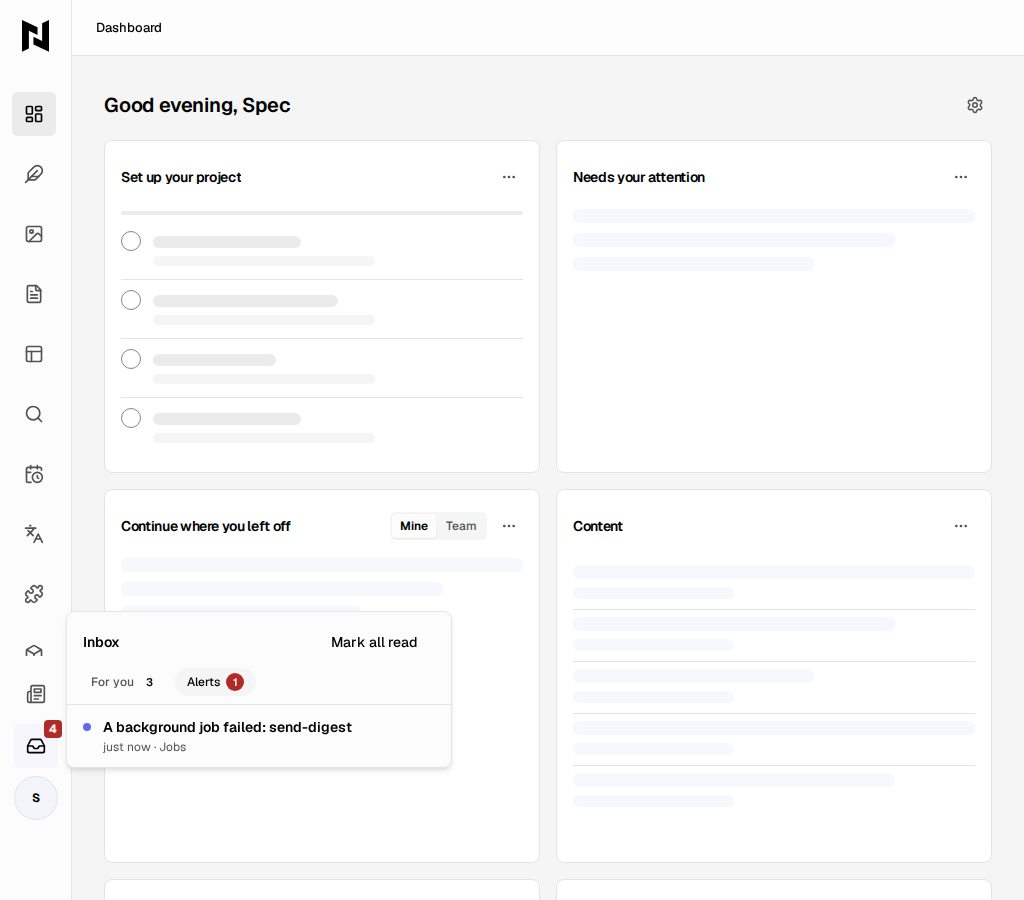 Dashboard
Good evening, Spec
Set up your project
Needs your attention
Continue where you left off
Mine Team
Content
Inbox
Mark all read
For you 3 Alerts 1
A background job failed: send-digest
just now · Jobs
4
S